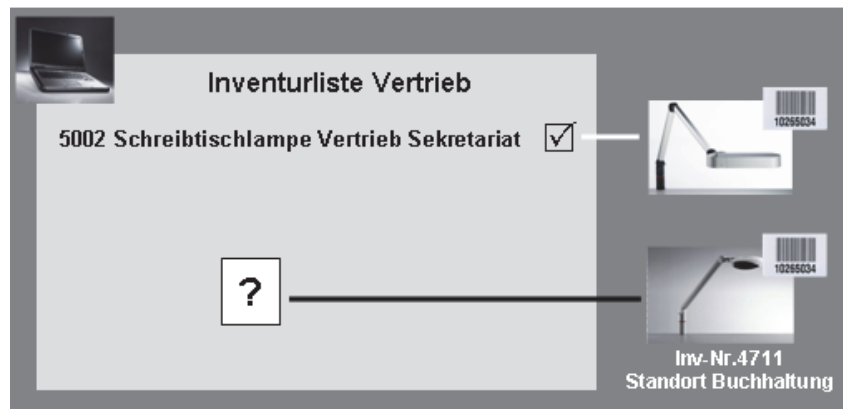 Inventurliste Vertrieb
5002 Schreibtischlampe Vertrieb Sekretariat
10265034
?
10265034
Inv-Nr.4711
Standort Buchhaltung